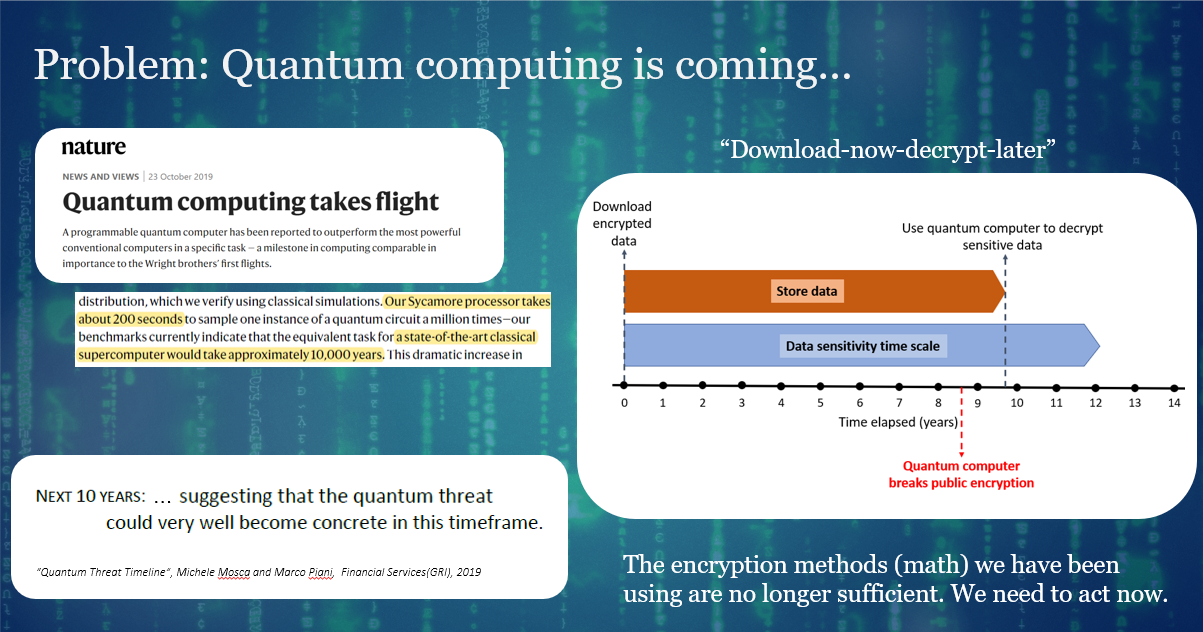 Problem: Quantum computing is coming...
nature
NEWS AND VIEWS | 23 October 2019
Quantum computing takes flight
A programmable quantum computer has been reported to outperform the most powerful
conventional computers in a specific task — a milestone in computing comparable in
importance to the Wright brothers' first flights.
distribution, which we verify using classical simulations. Our Sycamore processor takes
about 200 seconds to sample one instance of a quantum circuit a million times—our
benchmarks currently indicate that the equivalent task for a state-of-the-art classical
supercomputer would take approximately 10,000 years. This dramatic increase in
NEXT 10 YEARS: … suggesting that the quantum threat
could very well become concrete in this timeframe.
"Quantum Threat Timeline", Michele Mosca and Marco Piani, Financial Services(GRI), 2019
“Download-now-decrypt-later”
Download
encrypted
data
Use quantum computer to decrypt
sensitive data
Store data
Data sensitivity time scale
0 1 2 3 4 5 6 7 8 9 10 11 12 13 14
Time elapsed (years)
Quantum computer
breaks public encryption
The encryption methods (math) we have been
using are no longer sufficient. We need to act now.